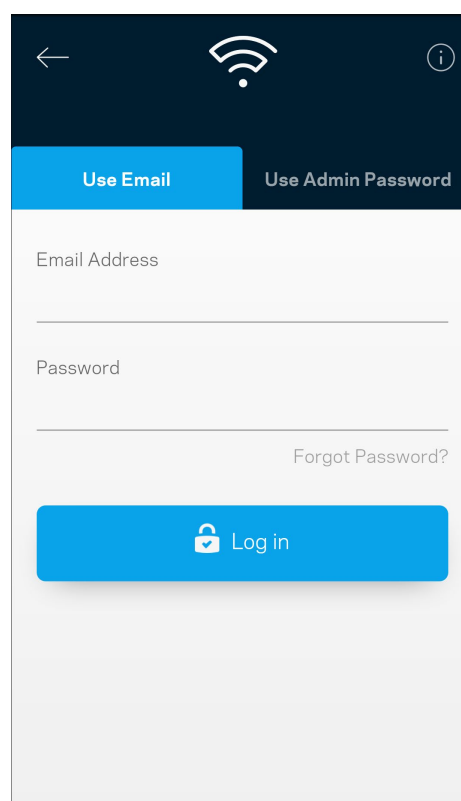 Use Email
Use Admin Password
Email Address
Password
Forgot Password?
Log in